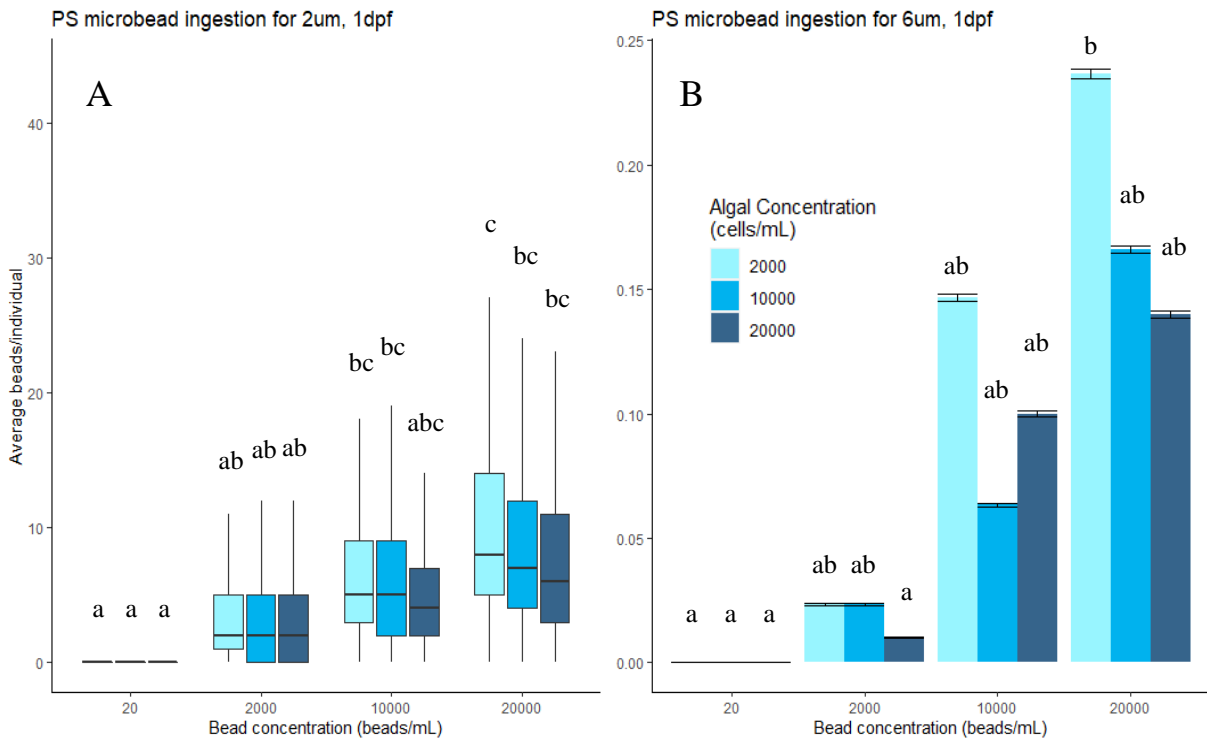 PS microbead ingestion for 2um, 1dpf
A
Average beads/individual
40
30
20
10
0
a a a
ab ab ab
bc bc abc
c bc bc
20 2000 10000 20000
Bead concentration (beads/mL)
PS microbead ingestion for 6um, 1dpf
B
0.25
0.20
0.15
0.10
0.05
0.00
Algal Concentration
(cells/mL)
2000
10000
20000
a a a
ab ab a
ab ab ab
b ab ab
20 2000 10000 20000
Bead concentration (beads/mL)